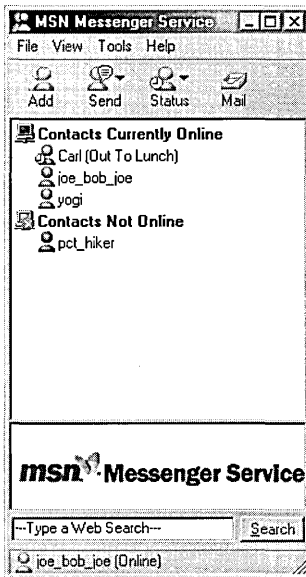 MSN Messenger Service
File View Tools Help
Add Send Status Mail
Contacts Currently Online
Carl (Out To Lunch)
joe_bob_joe
yogi
Contacts Not Online
pct_hiker
msn Messenger Service
---Type a Web Search---
Search
joe_bob_joe (Online)